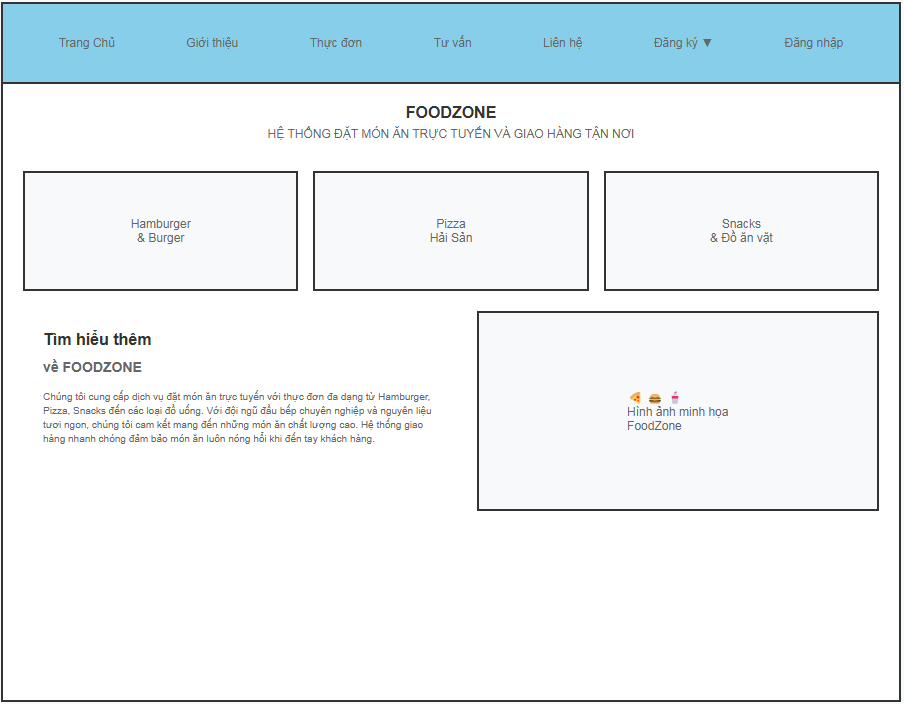 Trang Chủ Giới thiệu Thực đơn Tư vấn Liên hệ Đăng ký ▼ Đăng nhập
FOODZONE
HỆ THỐNG ĐẶT MÓN ĂN TRỰC TUYẾN VÀ GIAO HÀNG TẬN NƠI
Hamburger
& Burger
Pizza
Hải Sản
Snacks
& Đồ ăn vặt
Tìm hiểu thêm
về FOODZONE
Chúng tôi cung cấp dịch vụ đặt món ăn trực tuyến với thực đơn đa dạng từ Hamburger,
Pizza, Snacks đến các loại đồ uống. Với đội ngũ đầu bếp chuyên nghiệp và nguyên liệu
tươi ngon, chúng tôi cam kết mang đến những món ăn chất lượng cao. Hệ thống giao
hàng nhanh chóng đảm bảo món ăn luôn nóng hổi khi đến tay khách hàng.
🍕 🍔 🥤
Hình ảnh minh họa
FoodZone